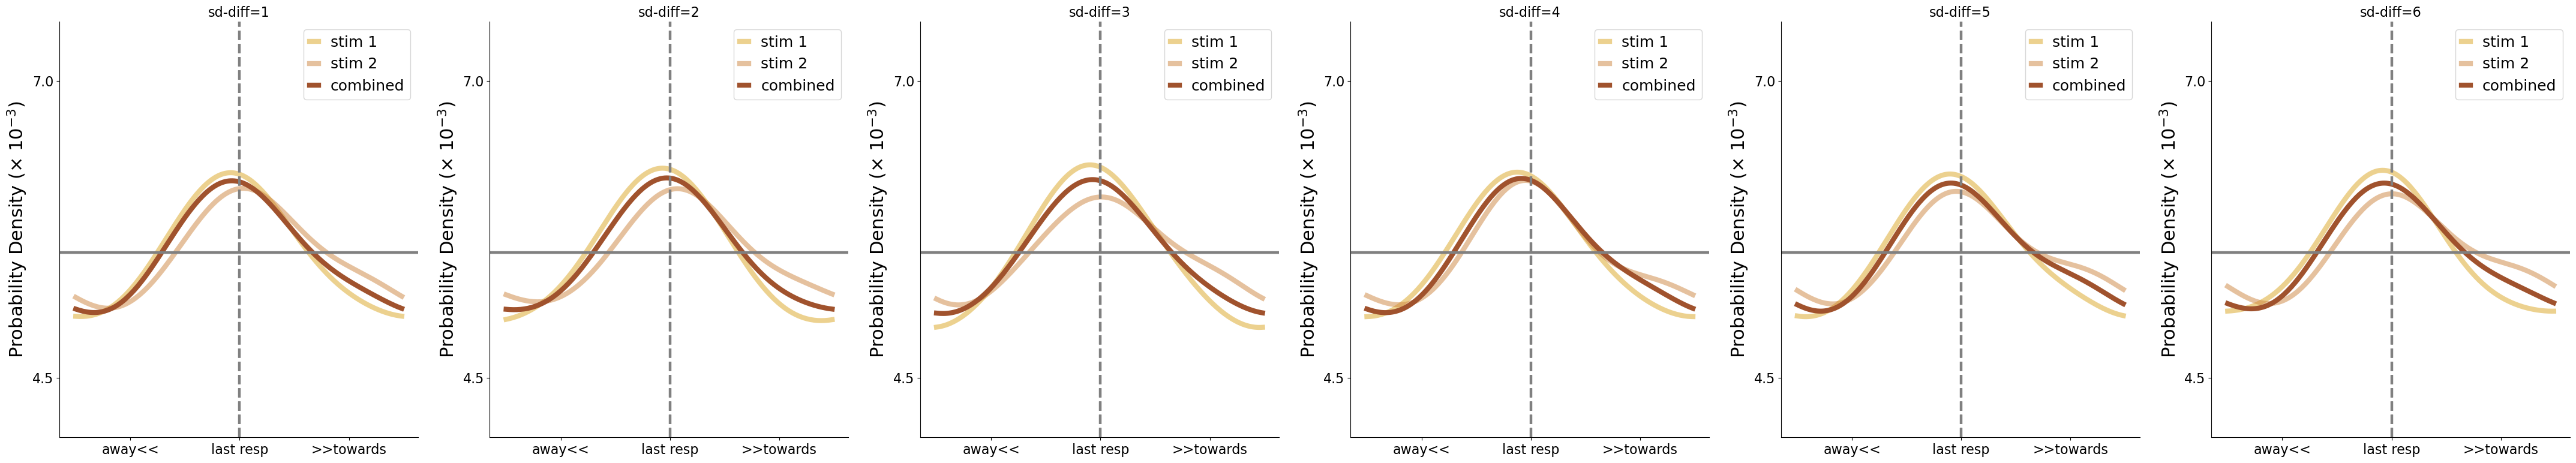 sd-diff=1
Probability Density (× 10⁻³)
7.0
4.5
stim 1
stim 2
combined
away<<
last resp
>>towards
sd-diff=2
Probability Density (× 10⁻³)
7.0
4.5
stim 1
stim 2
combined
away<<
last resp
>>towards
sd-diff=3
Probability Density (× 10⁻³)
7.0
4.5
stim 1
stim 2
combined
away<<
last resp
>>towards
sd-diff=4
Probability Density (× 10⁻³)
7.0
4.5
stim 1
stim 2
combined
away<<
last resp
>>towards
sd-diff=5
Probability Density (× 10⁻³)
7.0
4.5
stim 1
stim 2
combined
away<<
last resp
>>towards
sd-diff=6
Probability Density (× 10⁻³)
7.0
4.5
stim 1
stim 2
combined
away<<
last resp
>>towards